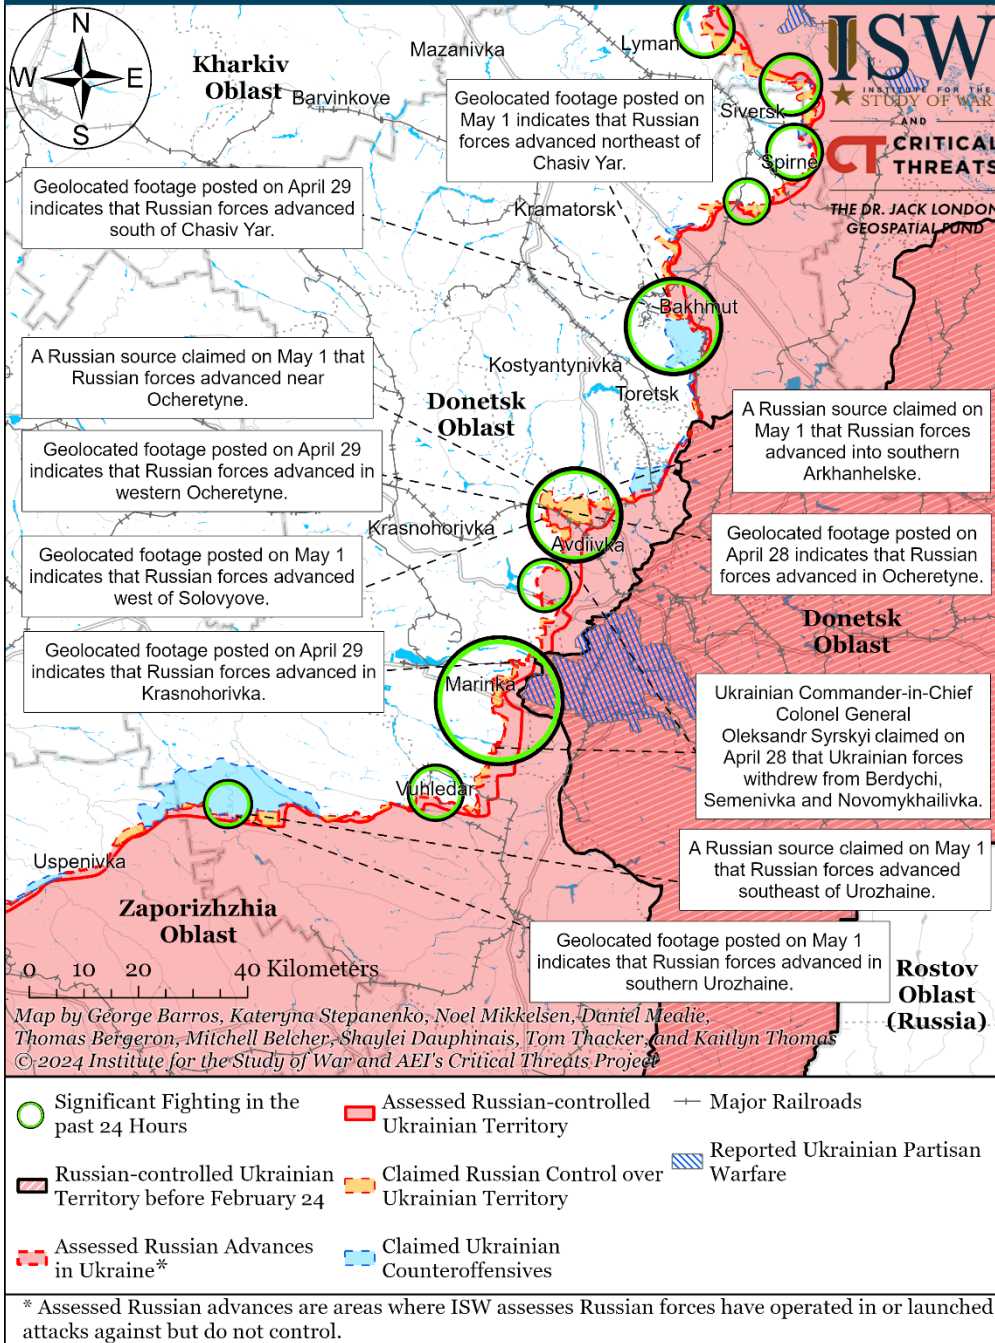 N
W
E
S
Kharkiv
Oblast
Mazanivka
Barvinkove
Lyman
Siversk
Spirne
ISW
INSTITUTE FOR THE
STUDY OF WAR
AND
CT CRITICAL
THREATS
THE DR. JACK LONDON
GEOSPATIAL FUND
Geolocated footage posted on
May 1 indicates that Russian
forces advanced northeast of
Chasiv Yar.
Geolocated footage posted on April 29
indicates that Russian forces advanced
south of Chasiv Yar.
Kramatorsk
Bakhmut
A Russian source claimed on May 1 that
Russian forces advanced near
Ocheretyne.
Kostyantynivka
Toretsk
Donetsk
Oblast
A Russian source claimed on
May 1 that Russian forces
advanced into southern
Arkhanhelske.
Geolocated footage posted on April 29
indicates that Russian forces advanced in
western Ocheretyne.
Krasnohorivka
Avdiivka
Geolocated footage posted on
April 28 indicates that Russian
forces advanced in Ocheretyne.
Geolocated footage posted on May 1
indicates that Russian forces advanced
west of Solovyove.
Donetsk
Oblast
Geolocated footage posted on April 29
indicates that Russian forces advanced in
Krasnohorivka.
Marinka
Ukrainian Commander-in-Chief
Colonel General
Oleksandr Syrskyi claimed on
April 28 that Ukrainian forces
withdrew from Berdychi,
Semenivka and Novomykhailivka.
Vuhledar
A Russian source claimed on May 1
that Russian forces advanced
southeast of Urozhaine.
Uspenivka
Zaporizhzhia
Oblast
Geolocated footage posted on May 1
indicates that Russian forces advanced in
southern Urozhaine.
Rostov
Oblast
(Russia)
0 10 20 40 Kilometers
Map by George Barros, Kateryna Stepanenko, Noel Mikkelsen, Daniel Mealie,
Thomas Bergeron, Mitchell Belcher, Shaylei Dauphinais, Tom Thacker, and Kaitlyn Thomas
© 2024 Institute for the Study of War and AEI's Critical Threats Project
Significant Fighting in the
past 24 Hours
Russian-controlled Ukrainian
Territory before February 24
Assessed Russian Advances
in Ukraine*
Assessed Russian-controlled
Ukrainian Territory
Claimed Russian Control over
Ukrainian Territory
Claimed Ukrainian
Counteroffensives
Major Railroads
Reported Ukrainian Partisan
Warfare
* Assessed Russian advances are areas where ISW assesses Russian forces have operated in or launched
attacks against but do not control.